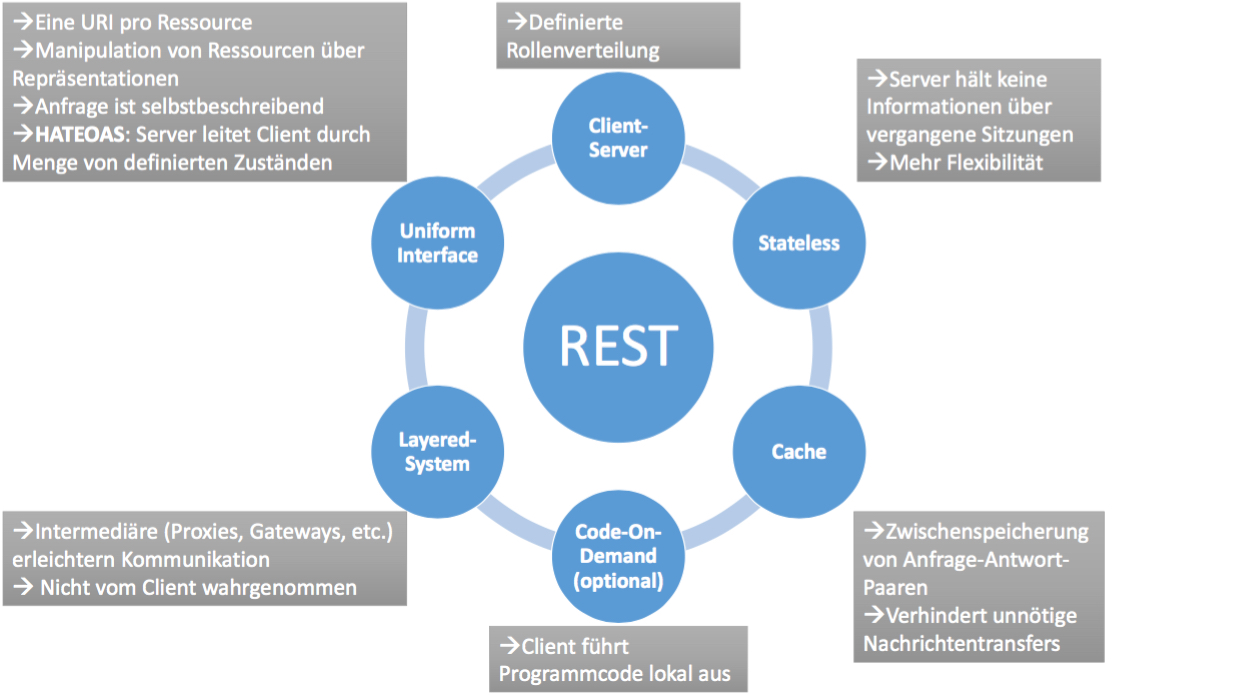 →Eine URI pro Ressource
→Manipulation von Ressourcen über
Repräsentationen
→Anfrage ist selbstbeschreibend
→HATEOAS: Server leitet Client durch
Menge von definierten Zuständen
→Definierte
Rollenverteilung
→Server hält keine
Informationen über
vergangene Sitzungen
→Mehr Flexibilität
Client-
Server
Uniform
Interface
Stateless
REST
Layered-
System
Cache
Code-On-
Demand
(optional)
→Intermediäre (Proxies, Gateways, etc.)
erleichtern Kommunikation
→ Nicht vom Client wahrgenommen
→Zwischenspeicherung
von Anfrage-Antwort-
Paaren
→Verhindert unnötige
Nachrichtentransfers
→Client führt
Programmcode lokal aus